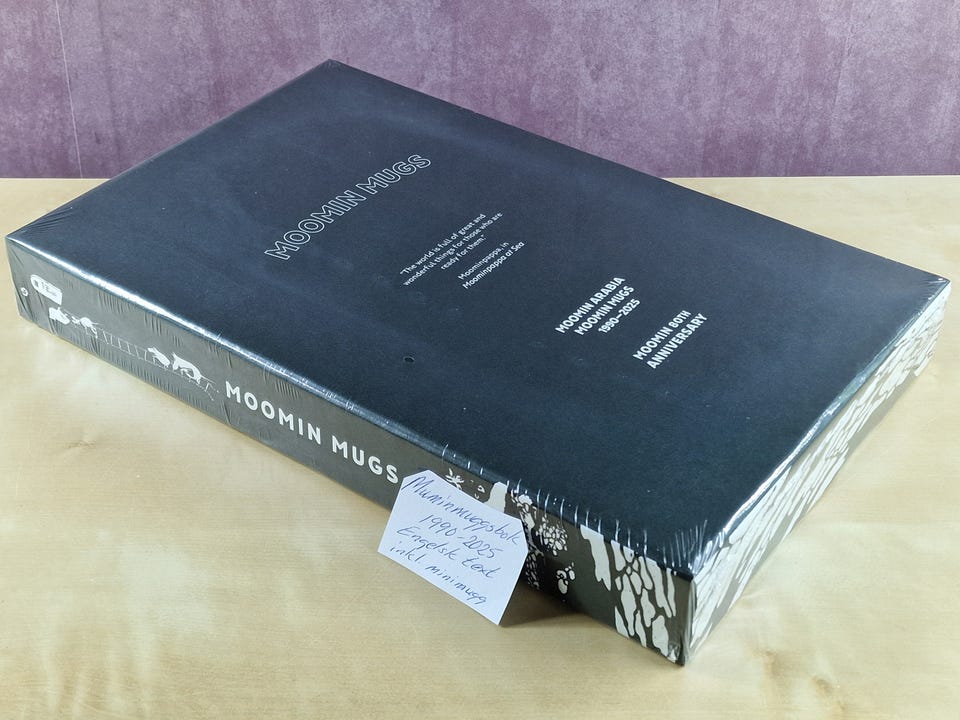 MOOMIN MUGS
"The world is full of great and
wonderful things for those who are
ready for them."
Moominpappa, in
Moominpappa at Sea
MOOMIN ARABIA
MOOMIN MUGS
1990–2025
MOOMIN 80TH
ANNIVERSARY
MOOMIN MUGS
Muminmuggsbok
1990-2025
Engelsk text
inkl. minimugg